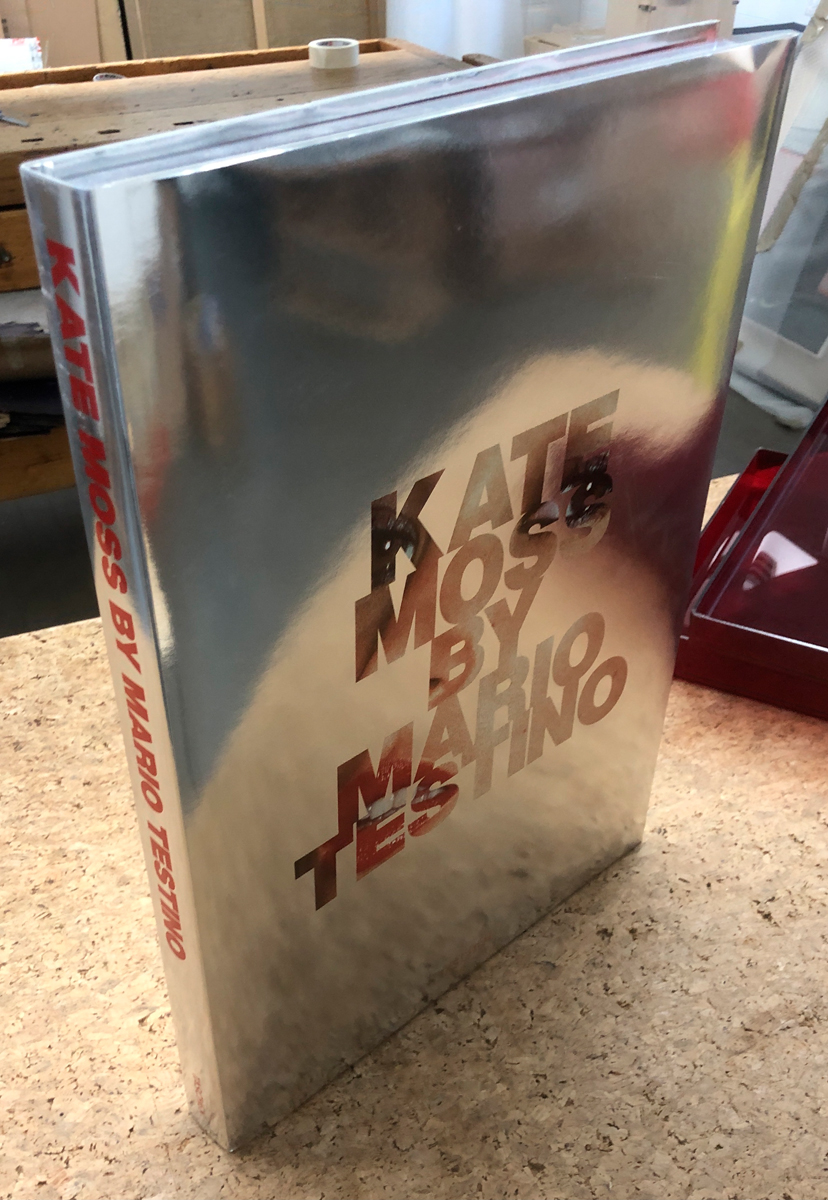 KATE MOSS BY MARIO TESTINO
KATE
MOSS
BY
MARIO
TESTINO